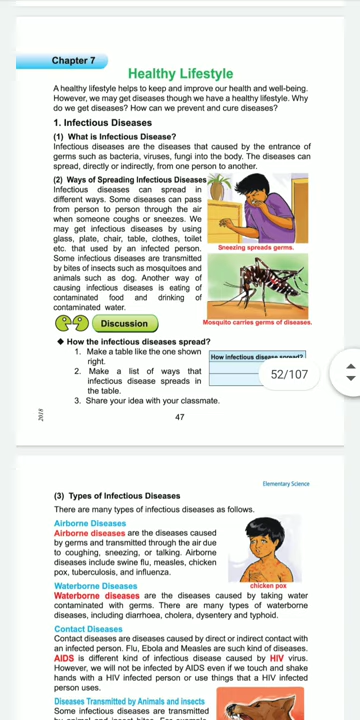 Chapter 7
Healthy Lifestyle
A healthy lifestyle helps to keep and improve our health and well-being.
However, we may get diseases though we have a healthy lifestyle. Why
do we get diseases? How can we prevent and cure diseases?
1. Infectious Diseases
(1) What is Infectious Disease?
Infectious diseases are the diseases that caused by the entrance of
germs such as bacteria, viruses, fungi into the body. The diseases can
spread, directly or indirectly, from one person to another.
(2) Ways of Spreading Infectious Diseases
Infectious diseases can spread in
different ways. Some diseases can pass
from person to person through the air
when someone coughs or sneezes. We
may get infectious diseases by using
glass, plate, chair, table, clothes, toilet
etc. that used by an infected person.
Some infectious diseases are transmitted
by bites of insects such as mosquitoes and
animals such as dog. Another way of
causing infectious diseases is eating of
contaminated food and drinking of
contaminated water.
Sneezing spreads germs.
Mosquito carries germs of diseases.
Discussion
◆ How the infectious diseases spread?
1. Make a table like the one shown
right.
2. Make a list of ways that
infectious disease spreads in
the table.
3. Share your idea with your classmate.
How infectious disease spread?
52/107
2018
47
Elementary Science
(3) Types of Infectious Diseases
There are many types of infectious diseases as follows.
Airborne Diseases
Airborne diseases are the diseases caused
by germs and transmitted through the air due
to coughing, sneezing, or talking. Airborne
diseases include swine flu, measles, chicken
pox, tuberculosis, and influenza.
chicken pox
Waterborne Diseases
Waterborne diseases are the diseases caused by taking water
contaminated with germs. There are many types of waterborne
diseases, including diarrhoea, cholera, dysentery and typhoid.
Contact Diseases
Contact diseases are diseases caused by direct or indirect contact with
an infected person. Flu, Ebola and Measles are such kind of diseases.
AIDS is different kind of infectious disease caused by HIV virus.
However, we will not be infected by AIDS even if we touch and shake
hands with a HIV infected person or use things that a HIV infected
person uses.
Diseases Transmitted by Animals and insects
Some infectious diseases are transmitted
by animal and insect bites. For example,